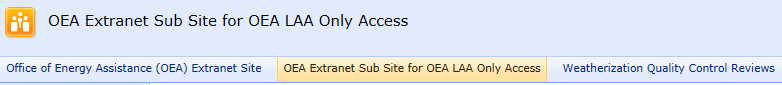 OEA Extranet Sub Site for OEA LAA Only Access
Office of Energy Assistance (OEA) Extranet Site OEA Extranet Sub Site for OEA LAA Only Access Weatherization Quality Control Reviews